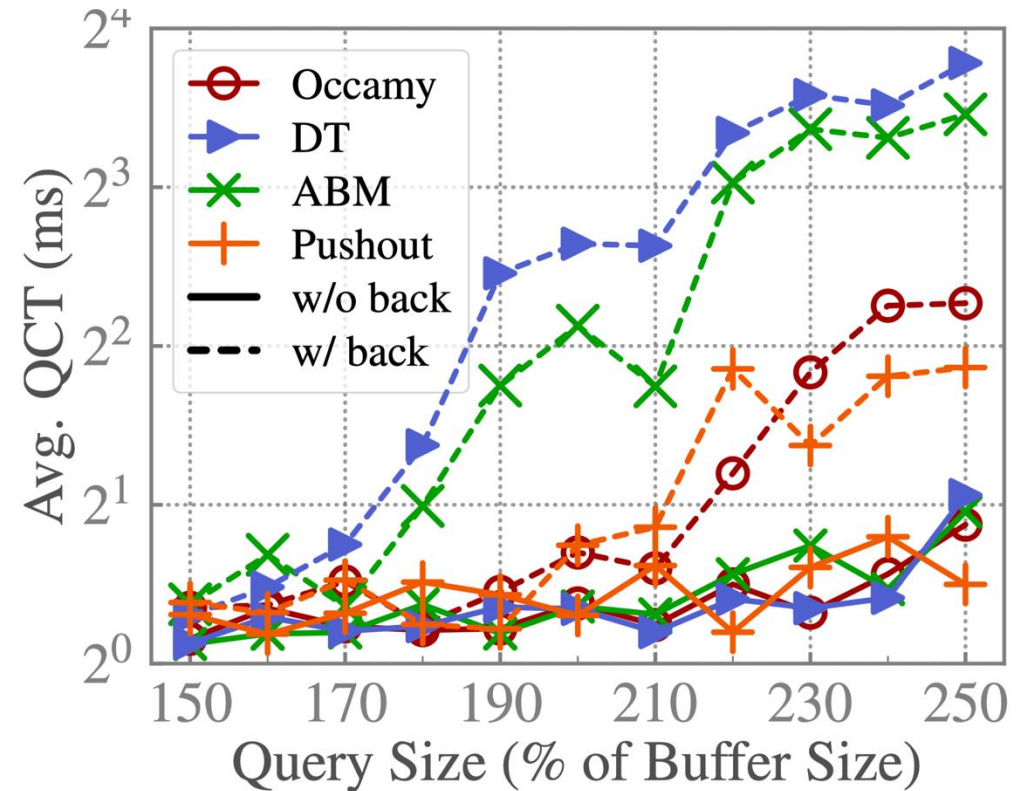 Avg. QCT (ms)
2^4
2^3
2^2
2^1
2^0
Occamy
DT
ABM
Pushout
w/o back
w/ back
150 170 190 210 230 250
Query Size (% of Buffer Size)